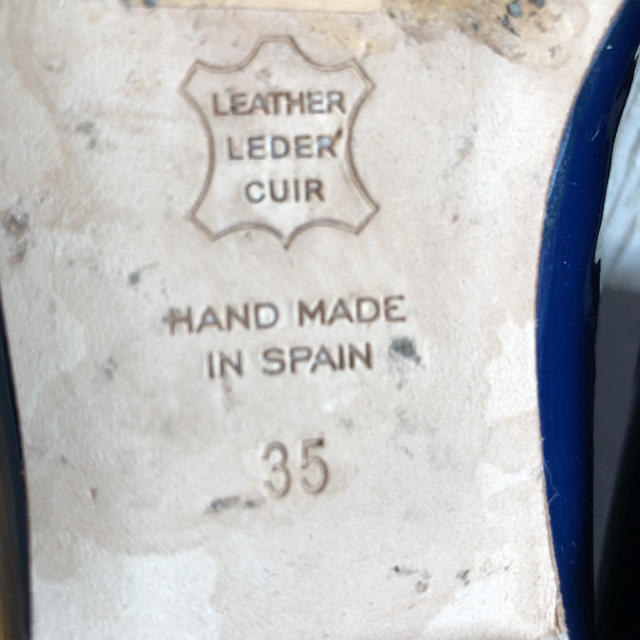 LEATHER
LEDER
CUIR
HAND MADE
IN SPAIN
35